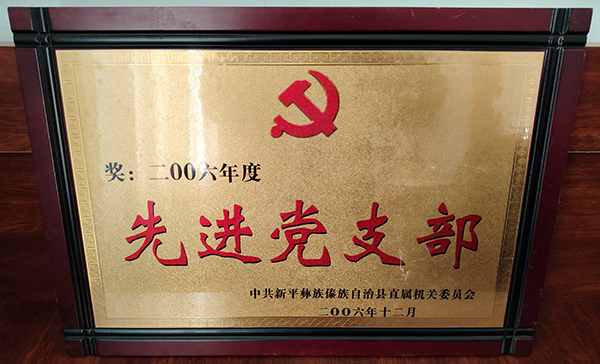 奖：二00六年度
先进党支部
中共新平彝族傣族自治县直属机关委员会
二00六年十二月